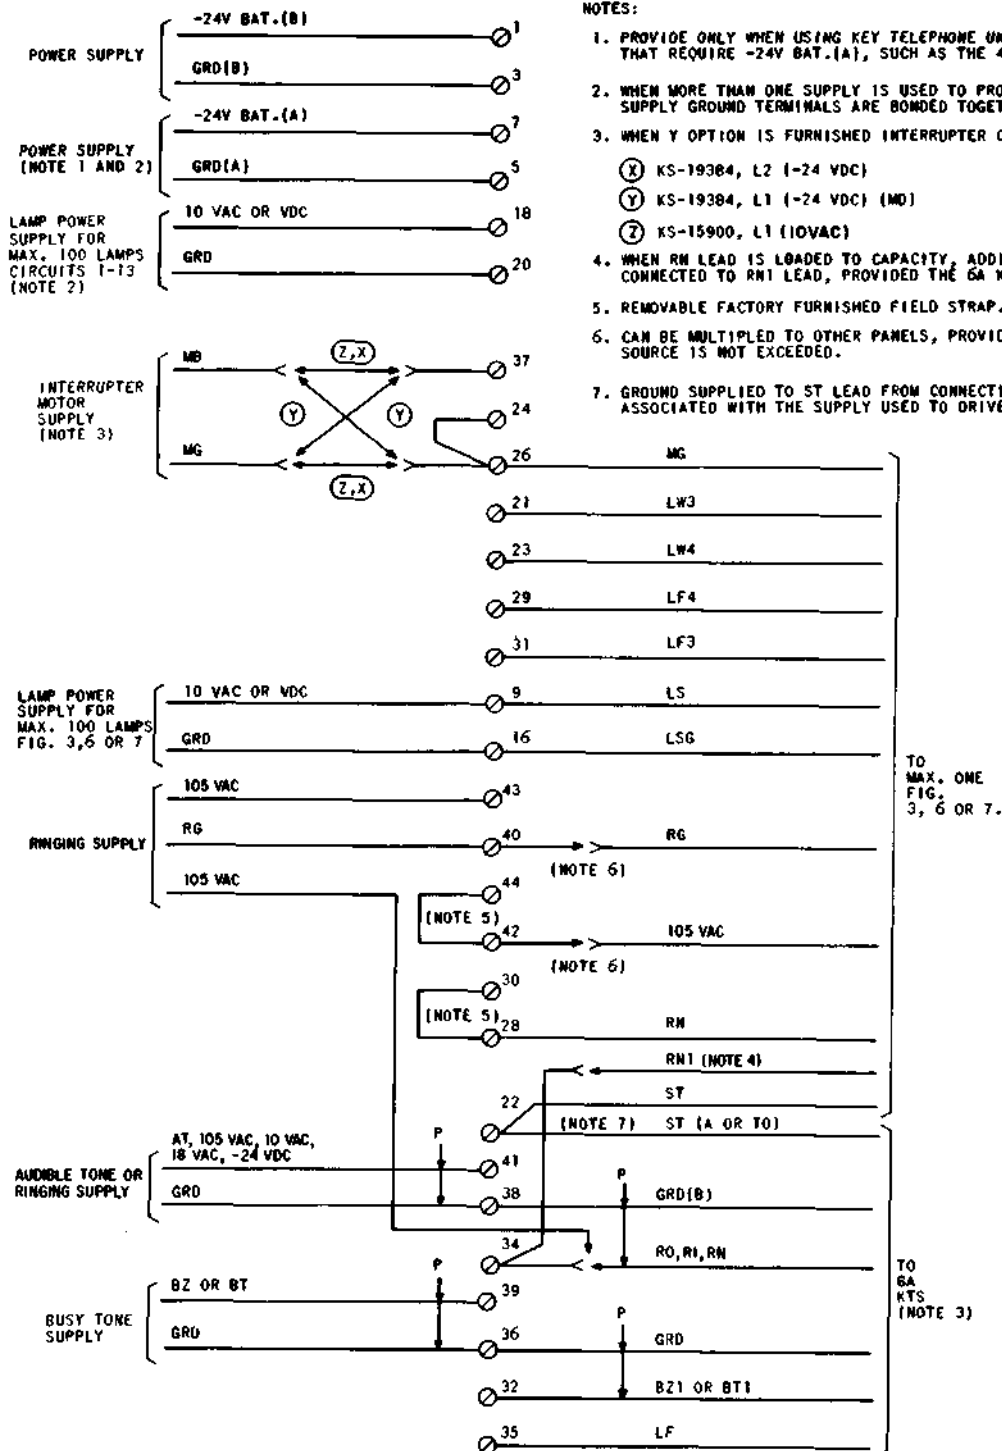 NOTES:
1. PROVIDE ONLY WHEN USING KEY TELEPHONE UN
THAT REQUIRE -24V BAT.(A), SUCH AS THE 4
2. WHEN MORE THAN ONE SUPPLY IS USED TO PRO
SUPPLY GROUND TERMINALS ARE BONDED TOGET
3. WHEN Y OPTION IS FURNISHED INTERRUPTER C
X KS-19384, L2 (-24 VDC)
Y KS-19384, L1 (-24 VDC) (MD)
Z KS-15900, L1 (10VAC)
4. WHEN RN LEAD IS LOADED TO CAPACITY, ADDI
CONNECTED TO RN1 LEAD, PROVIDED THE 6A K
5. REMOVABLE FACTORY FURNISHED FIELD STRAP.
6. CAN BE MULTIPLED TO OTHER PANELS, PROVID
SOURCE IS NOT EXCEEDED.
7. GROUND SUPPLIED TO ST LEAD FROM CONNECTI
ASSOCIATED WITH THE SUPPLY USED TO DRIVE
POWER SUPPLY
-24V BAT.(B)
1
GRD(B)
3
POWER SUPPLY
(NOTE 1 AND 2)
-24V BAT.(A)
7
GRD(A)
5
LAMP POWER
SUPPLY FOR
MAX. 100 LAMPS
CIRCUITS 1-13
(NOTE 2)
10 VAC OR VDC
18
GRD
20
INTERRUPTER
MOTOR
SUPPLY
(NOTE 3)
MB
Z,X
37
Y
Y
24
MG
Z,X
26
MG
21
LW3
23
LW4
29
LF4
31
LF3
LAMP POWER
SUPPLY FOR
MAX. 100 LAMPS
FIG. 3,6 OR 7
10 VAC OR VDC
9
LS
GRD
16
LSG
TO
MAX. ONE
FIG.
3, 6 OR 7.
RINGING SUPPLY
105 VAC
43
RG
40
RG
(NOTE 6)
105 VAC
44
(NOTE 5)
42
105 VAC
(NOTE 6)
30
(NOTE 5)
28
RN
RN1 (NOTE 4)
22
ST
(NOTE 7)
ST (A OR TO)
AUDIBLE TONE OR
RINGING SUPPLY
AT, 105 VAC, 10 VAC,
18 VAC, -24 VDC
P
41
GRD
38
P
GRD(B)
34
RO,RI,RN
BUSY TONE
SUPPLY
BZ OR BT
P
39
GRD
36
P
GRD
32
BZ1 OR BT1
35
LF
TO
6A
KTS
(NOTE 3)